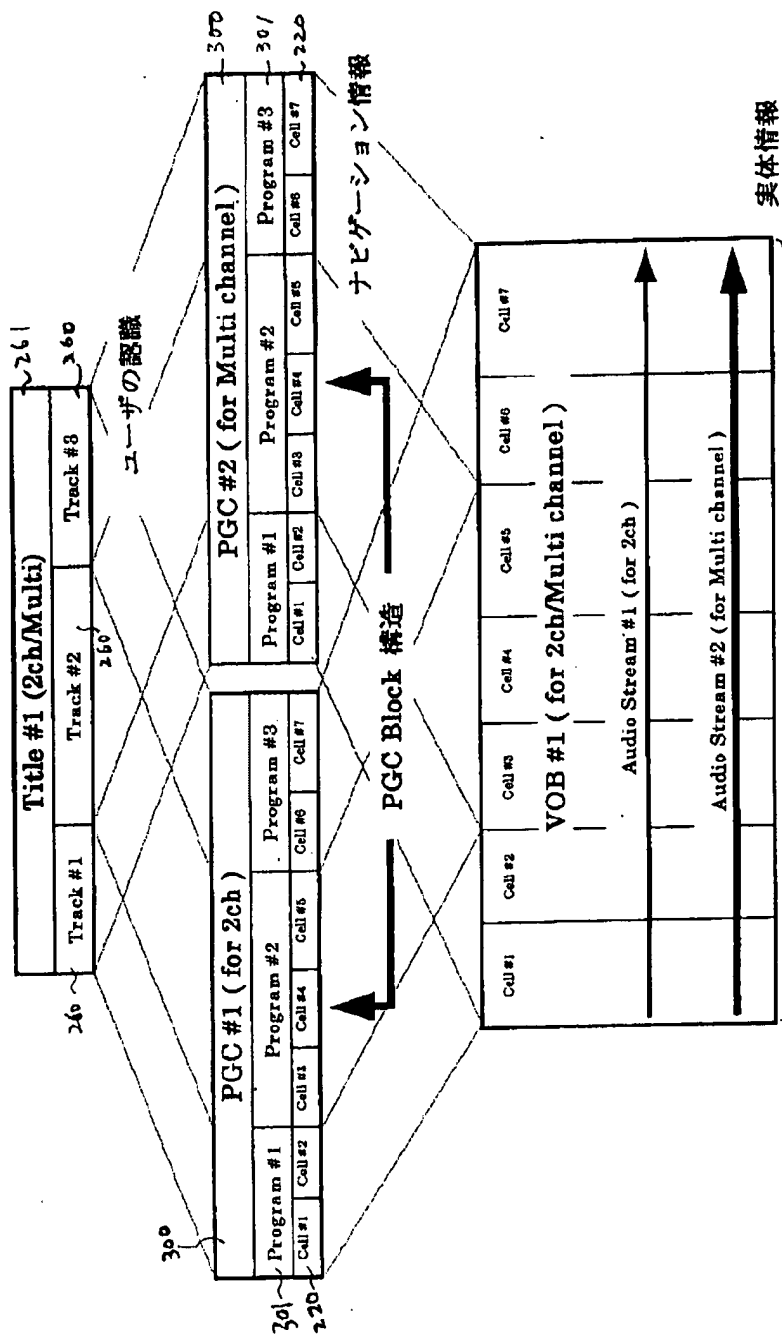 261
Title #1 (2ch/Multi)
260 Track #1 Track #2 Track #3 260
260
ユーザの認識
300 PGC #1 ( for 2ch ) PGC #2 ( for Multi channel ) 300
301 Program #1 Program #2 Program #3 Program #1 Program #2 Program #3 301
220 Cell #1 Cell #2 Cell #3 Cell #4 Cell #5 Cell #6 Cell #7 Cell #1 Cell #2 Cell #3 Cell #4 Cell #5 Cell #6 Cell #7 220
ナビゲーション情報
PGC Block 構造
Cell #1 Cell #2 Cell #3 Cell #4 Cell #5 Cell #6 Cell #7
VOB #1 ( for 2ch/Multi channel )
Audio Stream #1 ( for 2ch )
Audio Stream #2 ( for Multi channel )
実体情報